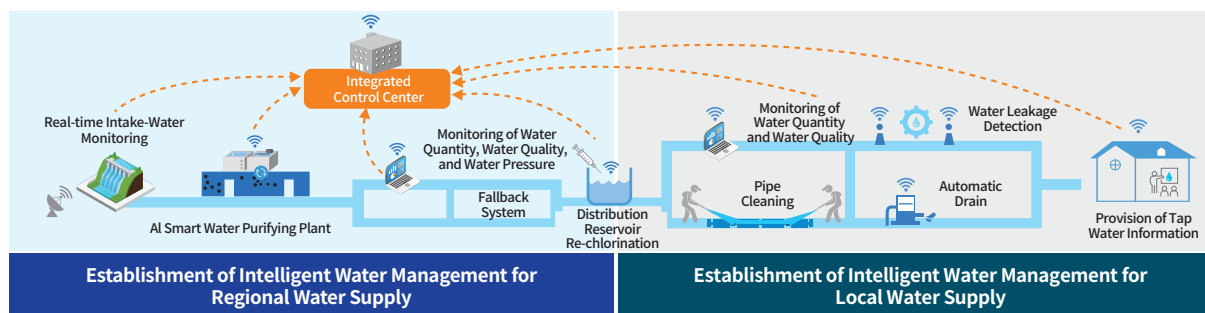 Integrated
Control Center
Real-time Intake-Water
Monitoring
AI Smart Water Purifying Plant
Monitoring of Water
Quantity, Water Quality,
and Water Pressure
Fallback
System
Distribution
Reservoir
Re-chlorination
Monitoring of
Water Quantity
and Water Quality
Water Leakage
Detection
Pipe
Cleaning
Automatic
Drain
Provision of Tap
Water Information
Establishment of Intelligent Water Management for
Regional Water Supply
Establishment of Intelligent Water Management for
Local Water Supply